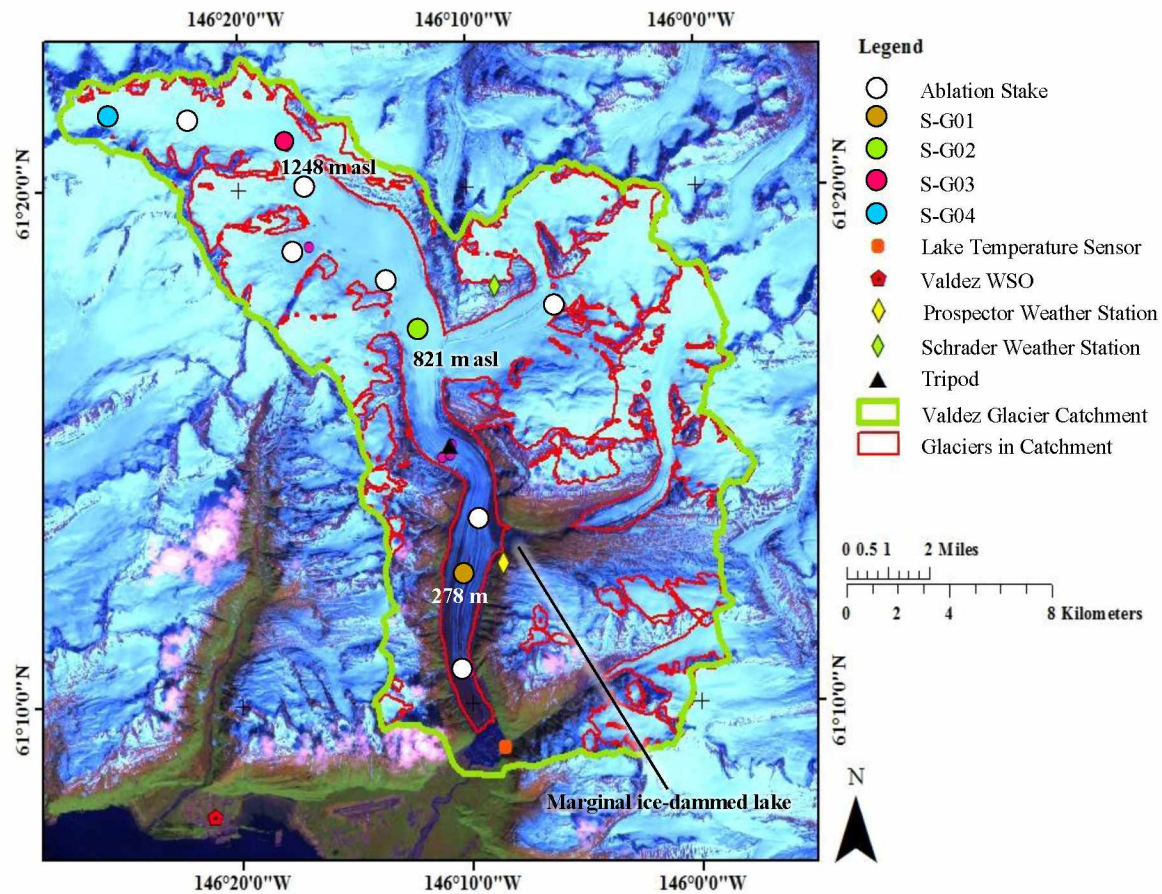 146°20'0"W 146°10'0"W 146°0'0"W
Legend
Ablation Stake
S-G01
S-G02
S-G03
S-G04
Lake Temperature Sensor
Valdez WSO
Prospector Weather Station
Schrader Weather Station
Tripod
Valdez Glacier Catchment
Glaciers in Catchment
61°20'0"N
61°20'0"N
1248 m asl
821 m asl
278 m
0 0.5 1 2 Miles
0 2 4 8 Kilometers
61°10'0"N
61°10'0"N
Marginal ice-dammed lake
N
146°20'0"W 146°10'0"W 146°0'0"W